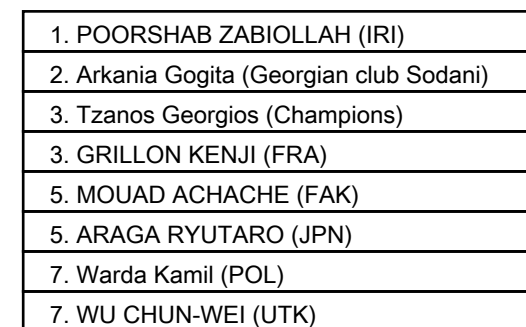 1. POORSHAB ZABIOLLAH (IRI)
2. Arkania Gogita (Georgian club Sodani)
3. Tzanos Georgios (Champions)
3. GRILLON KENJI (FRA)
5. MOUAD ACHACHE (FAK)
5. ARAGA RYUTARO (JPN)
7. Warda Kamil (POL)
7. WU CHUN-WEI (UTK)